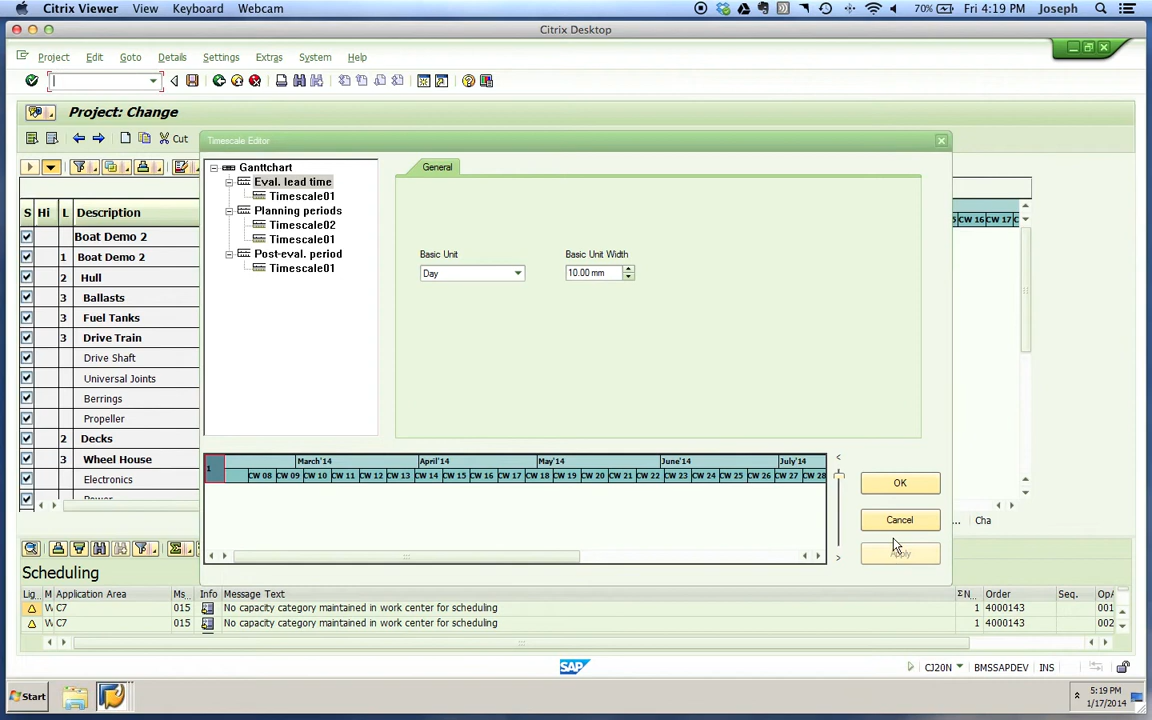 Citrix Viewer View Keyboard Webcam 70% Fri 4:19 PM Joseph
Citrix Desktop
Project Edit Goto Details Settings Extras System Help
Project: Change
Cut
Timescale Editor
Ganttchart
Eval. lead time
Timescale01
Planning periods
Timescale02
Timescale01
Post-eval. period
Timescale01
General
Basic Unit Basic Unit Width
Day 10.00 mm
S Hi L Description
Boat Demo 2
1 Boat Demo 2
2 Hull
3 Ballasts
3 Fuel Tanks
3 Drive Train
Drive Shaft
Universal Joints
Berrings
Propeller
2 Decks
3 Wheel House
Electronics
CW 16 CW 17 C
1 March'14 April'14 May'14 June'14 July'14
CW 08 CW 09 CW 10 CW 11 CW 12 CW 13 CW 14 CW 15 CW 16 CW 17 CW 18 CW 19 CW 20 CW 21 CW 22 CW 23 CW 24 CW 25 CW 26 CW 27 CW 28
OK
Cancel
Apply
... Cha
Scheduling
Lig... M Application Area Ms... Info Message Text ΣN... Order Seq. OpA
W C7 015 No capacity category maintained in work center for scheduling 1 4000143 001
W C7 015 No capacity category maintained in work center for scheduling 1 4000143 002
SAP
CJ20N BMSSAPDEV INS
Start
5:19 PM
1/17/2014